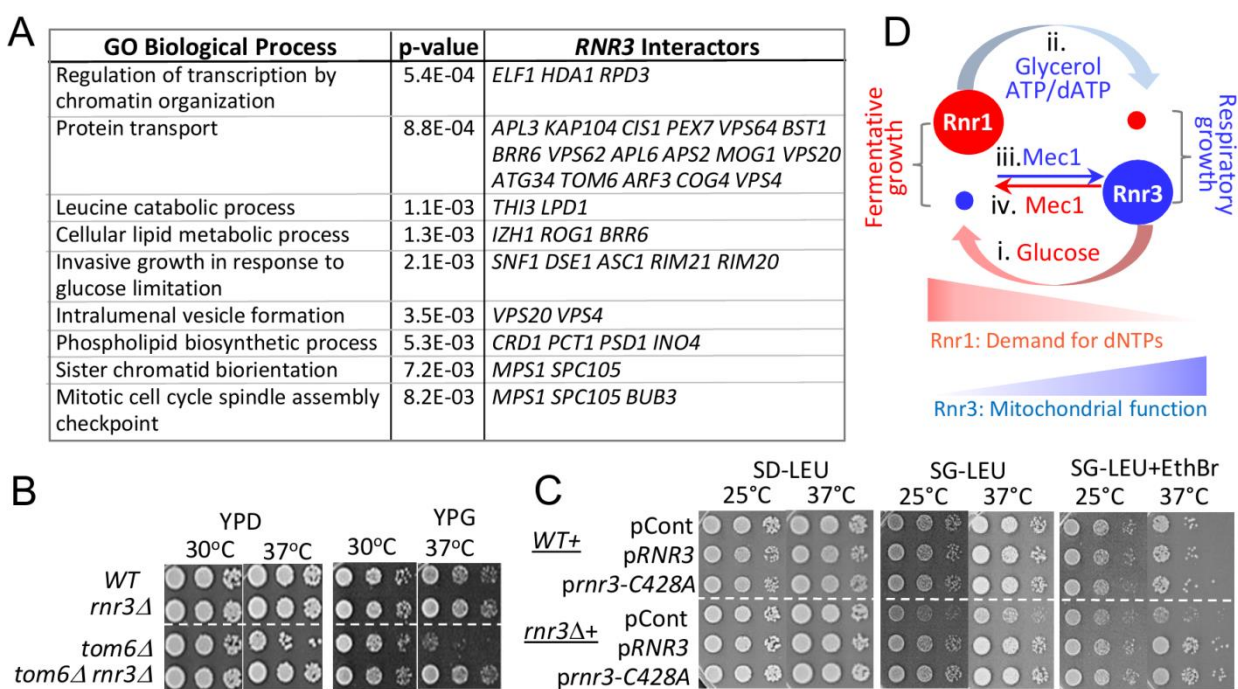 A
GO Biological Process p-value RNR3 Interactors
Regulation of transcription by 5.4E-04 ELF1 HDA1 RPD3
chromatin organization
Protein transport 8.8E-04 APL3 KAP104 CIS1 PEX7 VPS64 BST1
BRR6 VPS62 APL6 APS2 MOG1 VPS20
ATG34 TOM6 ARF3 COG4 VPS4
Leucine catabolic process 1.1E-03 THI3 LPD1
Cellular lipid metabolic process 1.3E-03 IZH1 ROG1 BRR6
Invasive growth in response to 2.1E-03 SNF1 DSE1 ASC1 RIM21 RIM20
glucose limitation
Intralumenal vesicle formation 3.5E-03 VPS20 VPS4
Phospholipid biosynthetic process 5.3E-03 CRD1 PCT1 PSD1 INO4
Sister chromatid biorientation 7.2E-03 MPS1 SPC105
Mitotic cell cycle spindle assembly 8.2E-03 MPS1 SPC105 BUB3
checkpoint
D
ii.
Glycerol
ATP/dATP
Fermentative
growth
Rnr1
Respiratory
growth
iii. Mec1
Rnr3
iv. Mec1
i. Glucose
Rnr1: Demand for dNTPs
Rnr3: Mitochondrial function
B
YPD YPG
30°C 37°C 30°C 37°C
WT
rnr3Δ
tom6Δ
tom6Δ rnr3Δ
C
SD-LEU SG-LEU SG-LEU+EthBr
25°C 37°C 25°C 37°C 25°C 37°C
WT+
pCont
pRNR3
prnr3-C428A
rnr3Δ+
pCont
pRNR3
prnr3-C428A